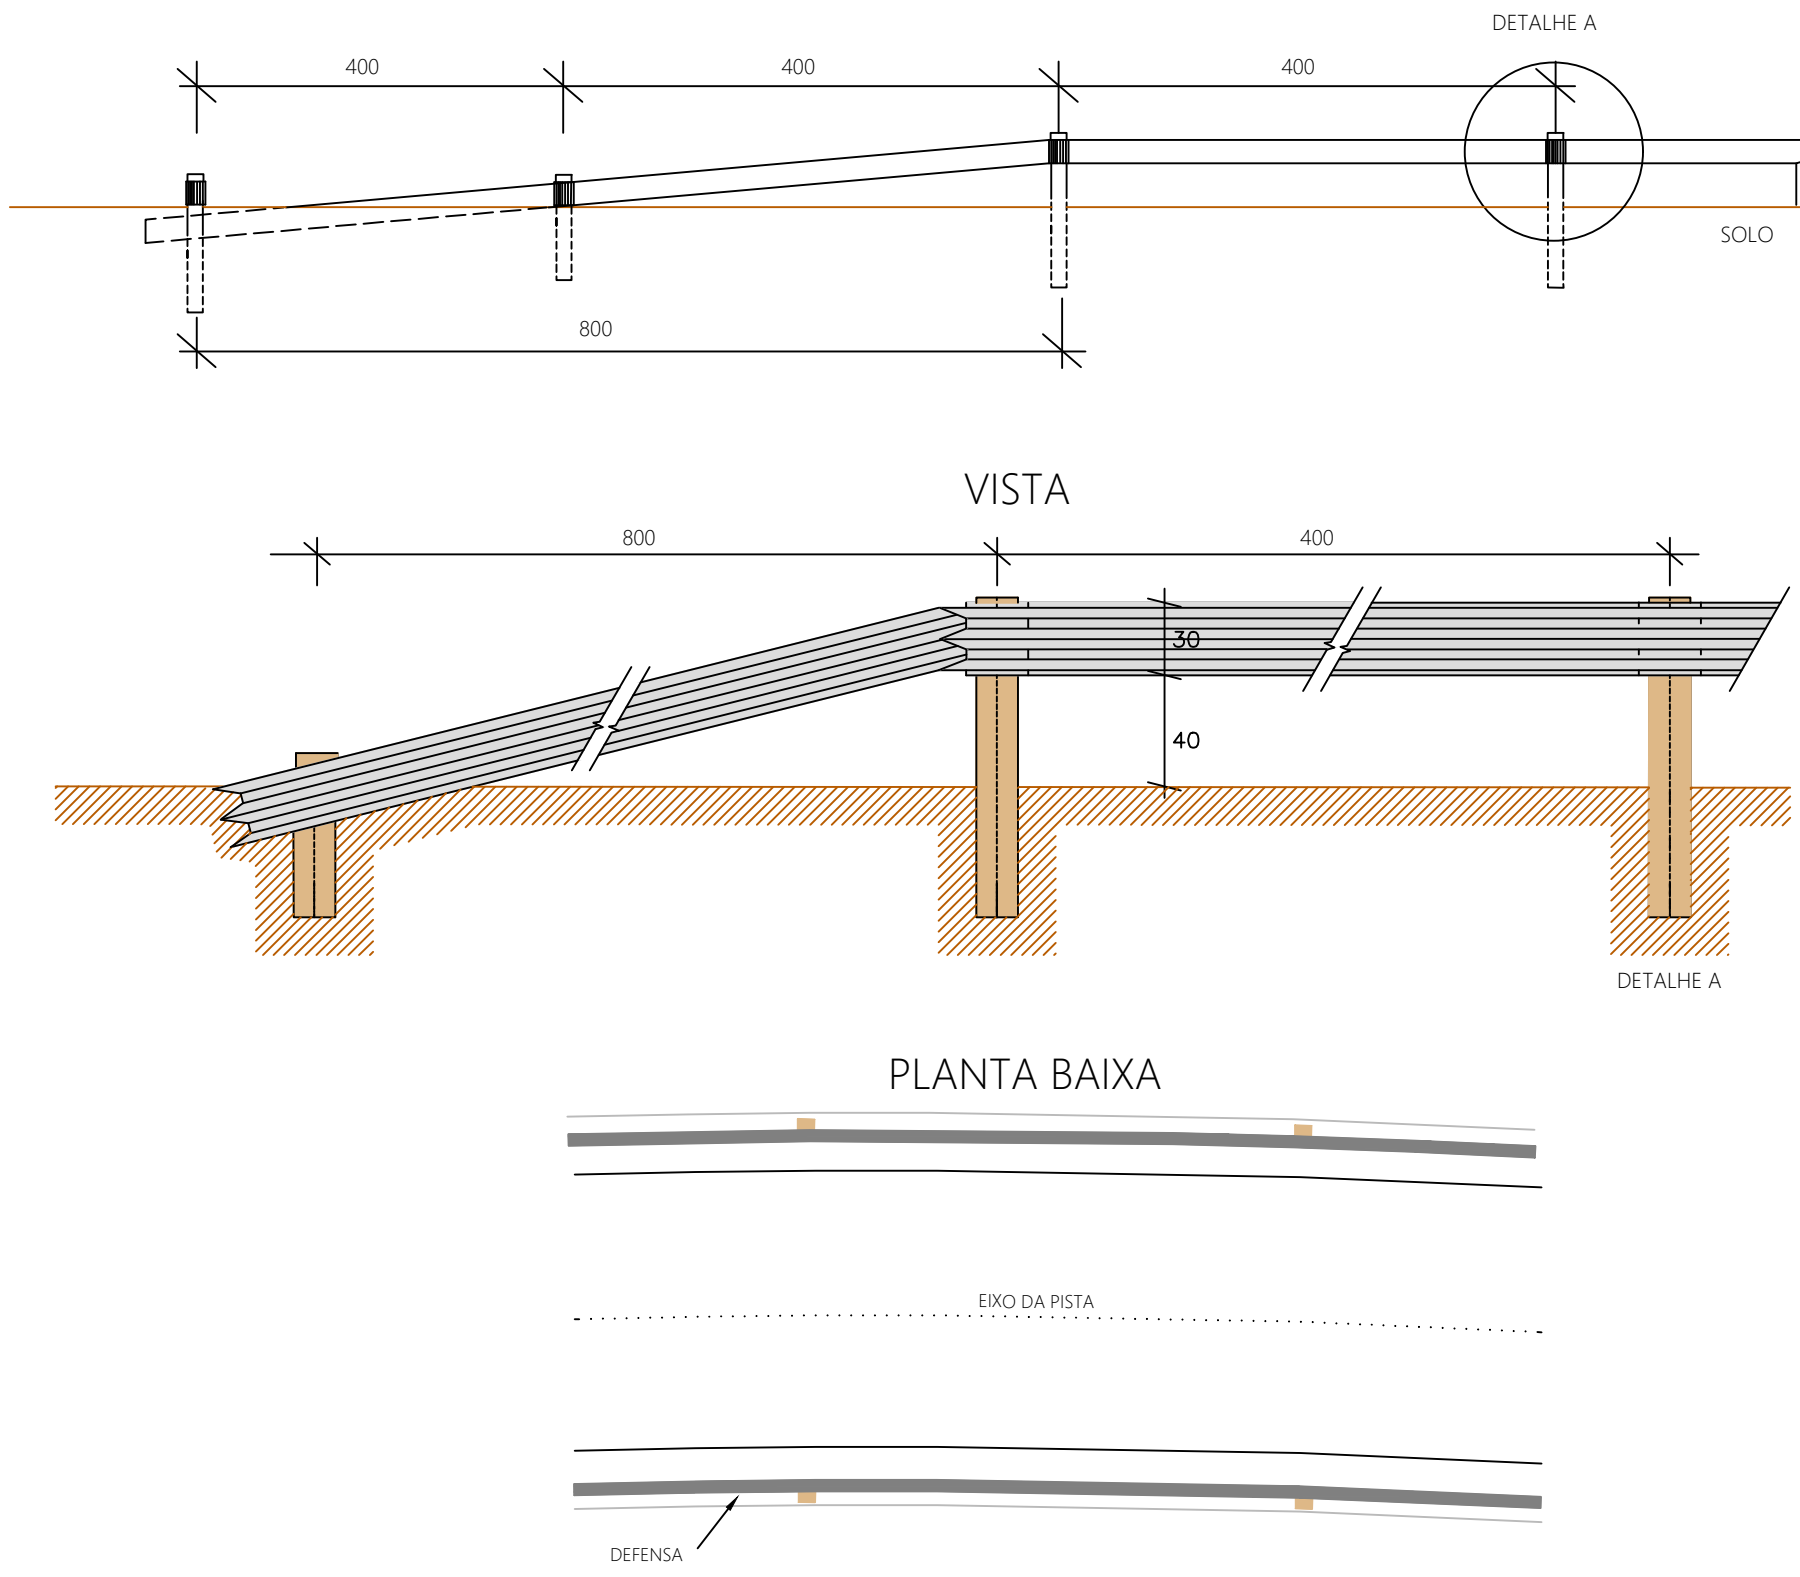 DETALHE A
400 400 400
SOLO
800
VISTA
800 400
30
40
DETALHE A
PLANTA BAIXA
EIXO DA PISTA
DEFENSA